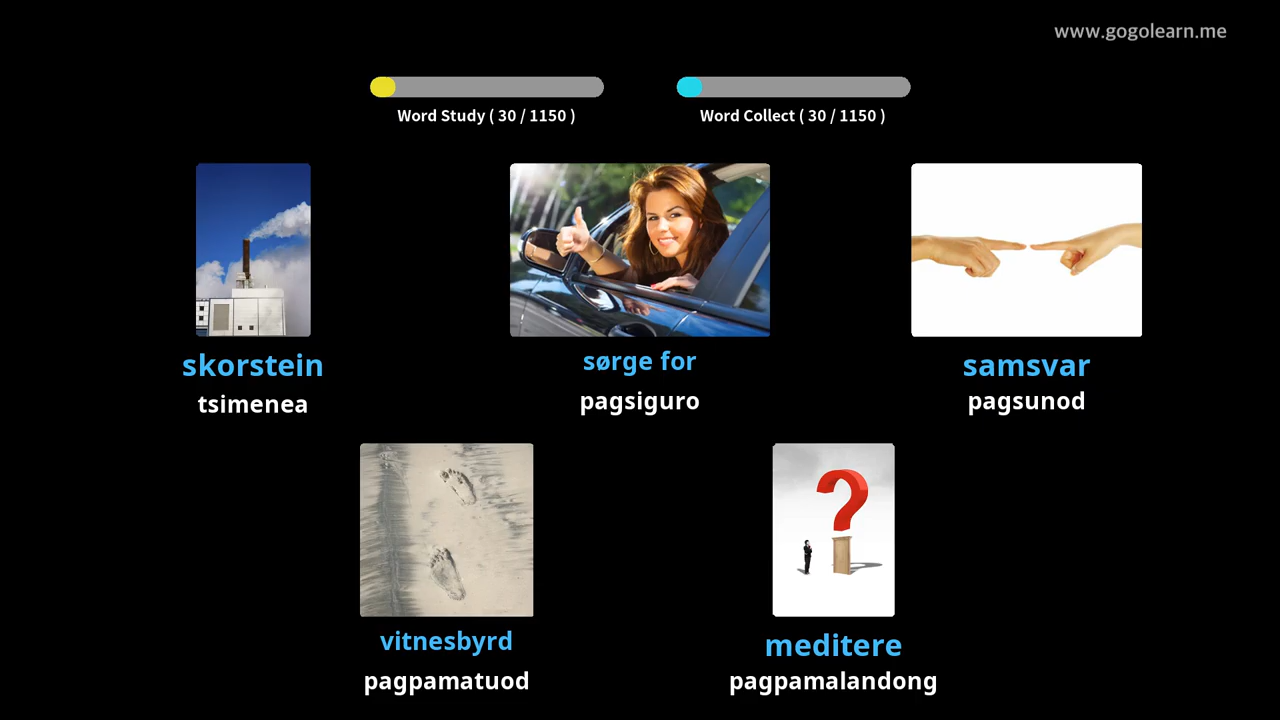 www.gogolearn.me
Word Study ( 30 / 1150 )
Word Collect ( 30 / 1150 )
skorstein
tsimenea
sørge for
pagsiguro
samsvar
pagsunod
vitnesbyrd
pagpamatuod
meditere
pagpamalandong